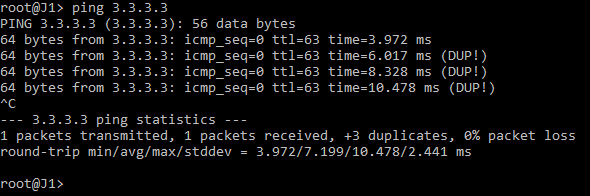 root@J1> ping 3.3.3.3
PING 3.3.3.3 (3.3.3.3): 56 data bytes
64 bytes from 3.3.3.3: icmp_seq=0 ttl=63 time=3.972 ms
64 bytes from 3.3.3.3: icmp_seq=0 ttl=63 time=6.017 ms (DUP!)
64 bytes from 3.3.3.3: icmp_seq=0 ttl=63 time=8.328 ms (DUP!)
64 bytes from 3.3.3.3: icmp_seq=0 ttl=63 time=10.478 ms (DUP!)
^C
--- 3.3.3.3 ping statistics ---
1 packets transmitted, 1 packets received, +3 duplicates, 0% packet loss
round-trip min/avg/max/stddev = 3.972/7.199/10.478/2.441 ms
root@J1>